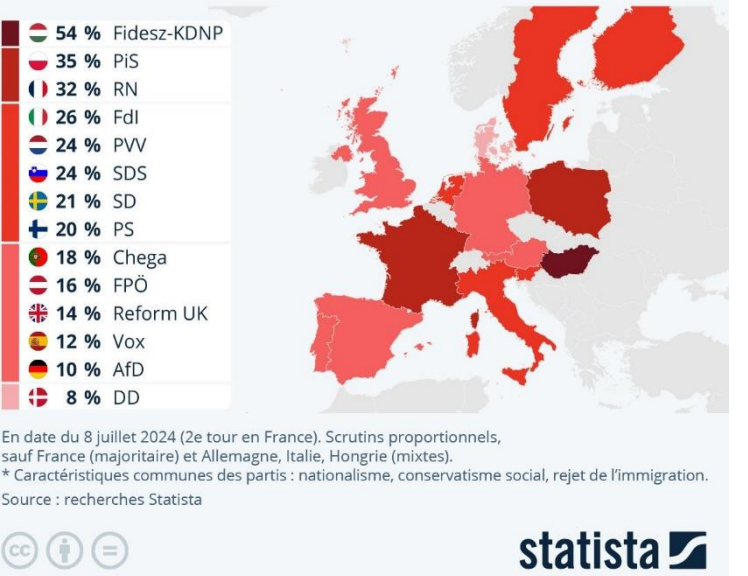 54 % Fidesz-KDNP
35 % PiS
32 % RN
26 % FdI
24 % PVV
24 % SDS
21 % SD
20 % PS
18 % Chega
16 % FPÖ
14 % Reform UK
12 % Vox
10 % AfD
8 % DD
En date du 8 juillet 2024 (2e tour en France). Scrutins proportionnels,
sauf France (majoritaire) et Allemagne, Italie, Hongrie (mixtes).
* Caractéristiques communes des partis : nationalisme, conservatisme social, rejet de l'immigration.
Source : recherches Statista
cc
statista